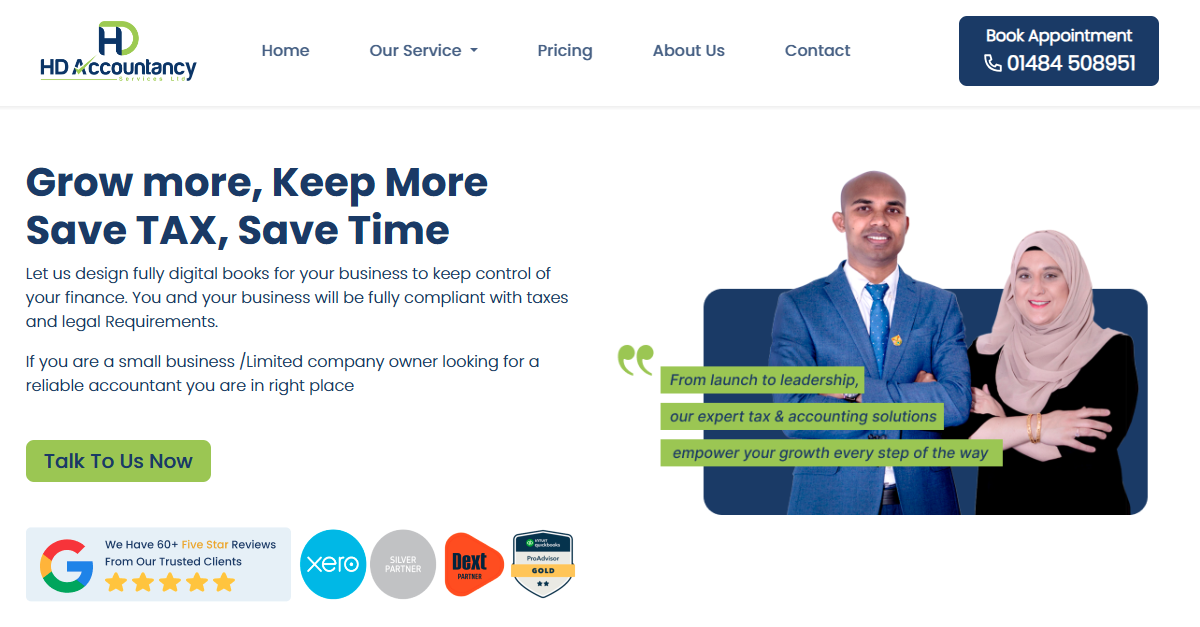 HD Accountancy
Services Ltd
Home
Our Service
Pricing
About Us
Contact
Book Appointment
01484 508951
Grow more, Keep More
Save TAX, Save Time
Let us design fully digital books for your business to keep control of
your finance. You and your business will be fully compliant with taxes
and legal Requirements.
If you are a small business /Limited company owner looking for a
reliable accountant you are in right place
Talk To Us Now
“
From launch to leadership,
our expert tax & accounting solutions
empower your growth every step of the way
We Have 60+ Five Star Reviews
From Our Trusted Clients
xero
SILVER
PARTNER
Dext
PARTNER
intuit
quickbooks
ProAdvisor
GOLD